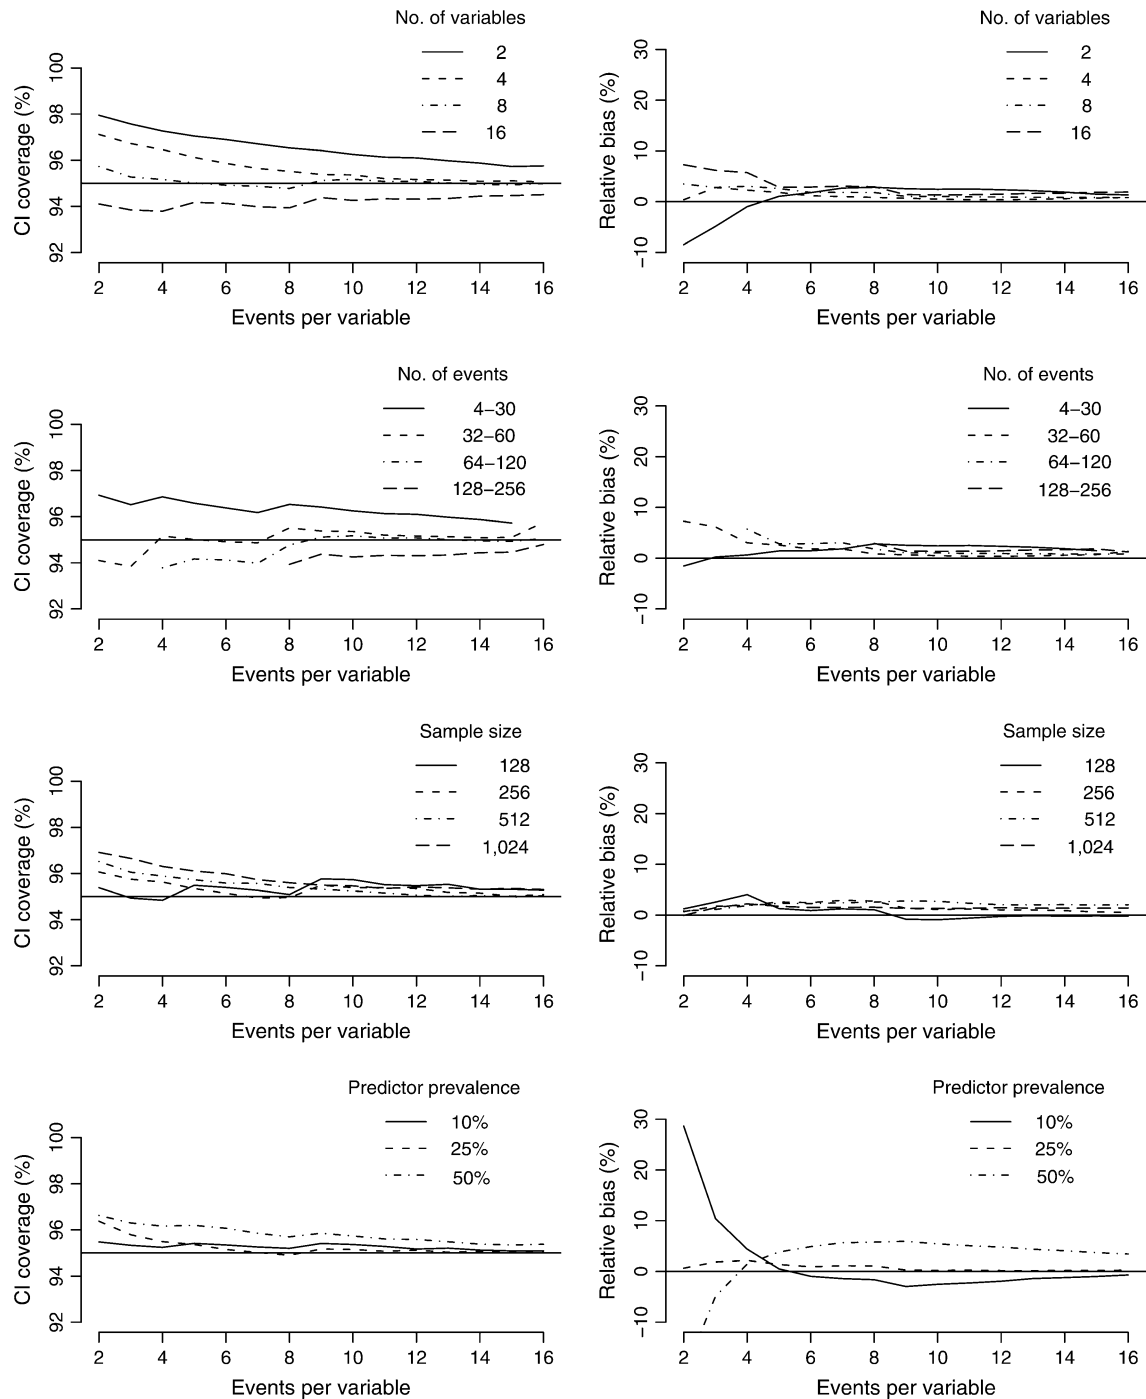 No. of variables
2
4
8
16
CI coverage (%)
100
98
96
94
92
2 4 6 8 10 12 14 16
Events per variable
No. of variables
2
4
8
16
Relative bias (%)
30
20
10
0
−10
2 4 6 8 10 12 14 16
Events per variable
No. of events
4−30
32−60
64−120
128−256
CI coverage (%)
100
98
96
94
92
2 4 6 8 10 12 14 16
Events per variable
No. of events
4−30
32−60
64−120
128−256
Relative bias (%)
30
20
10
0
−10
2 4 6 8 10 12 14 16
Events per variable
Sample size
128
256
512
1,024
CI coverage (%)
100
98
96
94
92
2 4 6 8 10 12 14 16
Events per variable
Sample size
128
256
512
1,024
Relative bias (%)
30
20
10
0
−10
2 4 6 8 10 12 14 16
Events per variable
Predictor prevalence
10%
25%
50%
CI coverage (%)
100
98
96
94
92
2 4 6 8 10 12 14 16
Events per variable
Predictor prevalence
10%
25%
50%
Relative bias (%)
30
20
10
0
−10
2 4 6 8 10 12 14 16
Events per variable